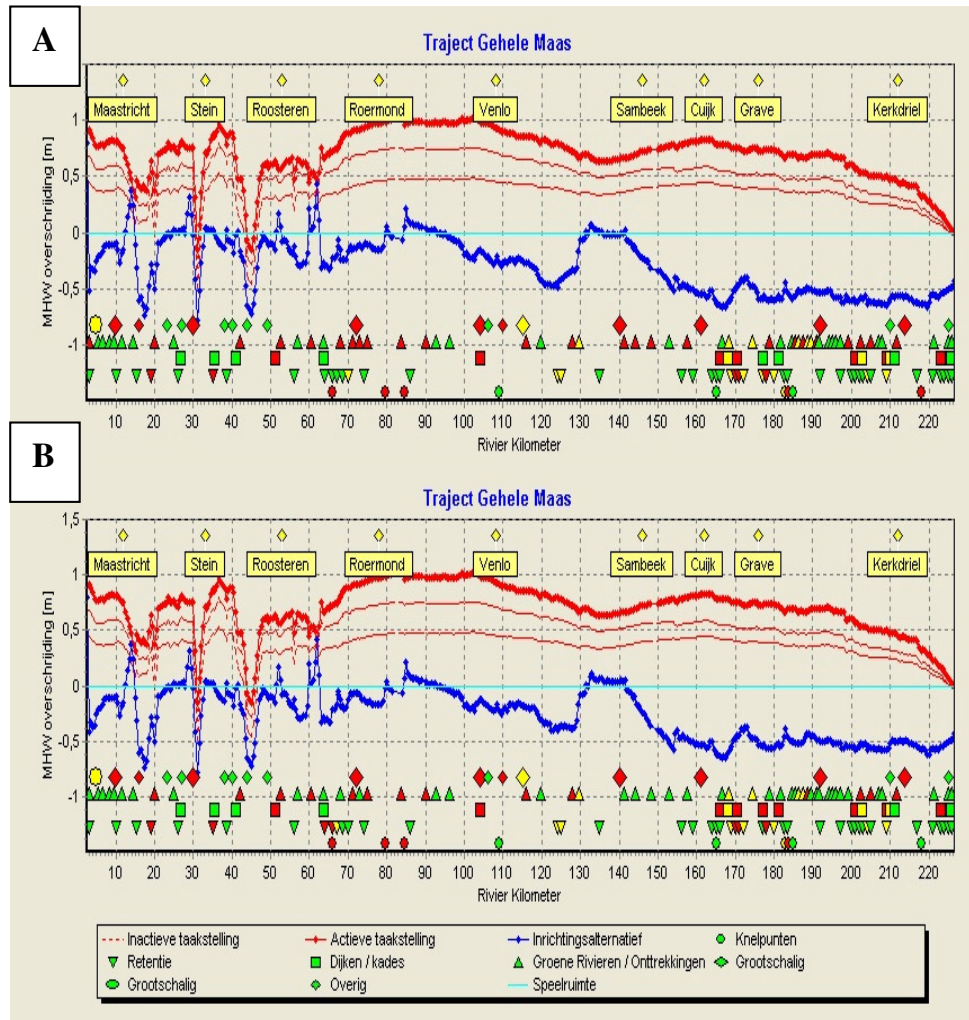 A
Traject Gehele Maas
Maastricht Stein Roosteren Roermond Venlo Sambeek Cuijk Grave Kerkdriel
MHW overschrijding [m]
1
0,5
0
-0,5
-1
10 20 30 40 50 60 70 80 90 100 110 120 130 140 150 160 170 180 190 200 210 220
Rivier Kilometer
B
Traject Gehele Maas
Maastricht Stein Roosteren Roermond Venlo Sambeek Cuijk Grave Kerkdriel
MHW overschrijding [m]
1,5
1
0,5
0
-0,5
-1
10 20 30 40 50 60 70 80 90 100 110 120 130 140 150 160 170 180 190 200 210 220
Rivier Kilometer
Inactieve taakstelling Actieve taakstelling Inrichtingsalternatief Knelpunten
Retentie Dijken / kades Groene Rivieren / Onttrekkingen Grootschalig
Grootschalig Overig Speelruimte